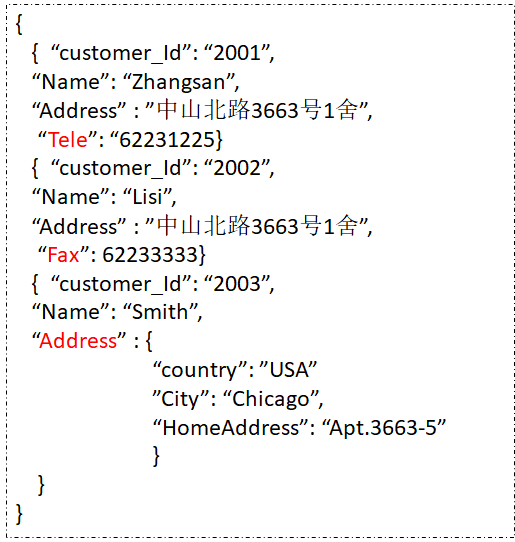 {
{ “customer_Id”: “2001”,
“Name”: “Zhangsan”,
“Address” : ”中山北路3663号1舍”,
“Tele”: “62231225}
{ “customer_Id”: “2002”,
“Name”: “Lisi”,
“Address” : ”中山北路3663号1舍”,
“Fax”: 62233333}
{ “customer_Id”: “2003”,
“Name”: “Smith”,
“Address” : {
“country”: ”USA”
”City”: “Chicago”,
“HomeAddress”: “Apt.3663-5”
}
}
}